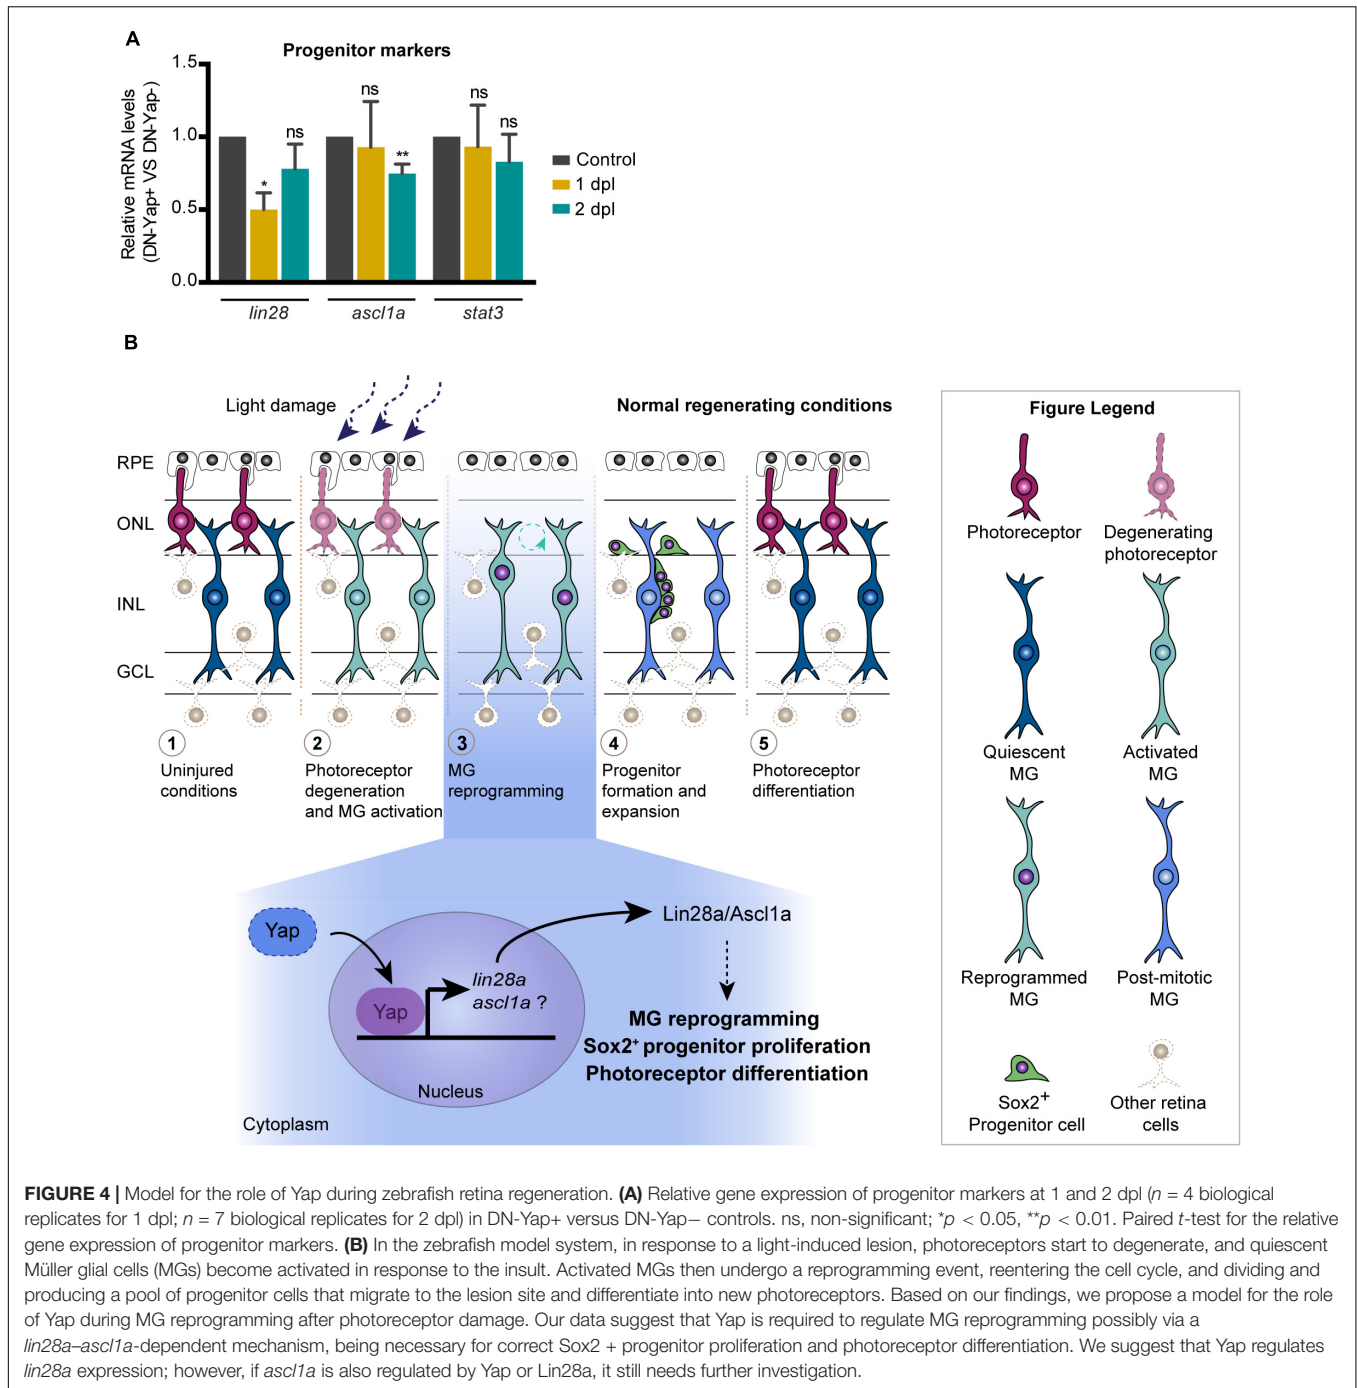 A
Progenitor markers
Relative mRNA levels
(DN-Yap+ VS DN-Yap-)
1.5
1.0
0.5
0.0
*
ns
ns
**
ns
ns
lin28
ascl1a
stat3
Control
1 dpl
2 dpl
B
Light damage
Normal regenerating conditions
RPE
ONL
INL
GCL
1
Uninjured
conditions
2
Photoreceptor
degeneration
and MG activation
3
MG
reprogramming
4
Progenitor
formation and
expansion
5
Photoreceptor
differentiation
Yap
Yap
lin28a
ascl1a ?
Nucleus
Cytoplasm
Lin28a/Ascl1a
MG reprogramming
Sox2⁺ progenitor proliferation
Photoreceptor differentiation
Figure Legend
Photoreceptor
Degenerating
photoreceptor
Quiescent
MG
Activated
MG
Reprogrammed
MG
Post-mitotic
MG
Sox2⁺
Progenitor cell
Other retina
cells
FIGURE 4 | Model for the role of Yap during zebrafish retina regeneration. (A) Relative gene expression of progenitor markers at 1 and 2 dpl (n = 4 biological
replicates for 1 dpl; n = 7 biological replicates for 2 dpl) in DN-Yap+ versus DN-Yap− controls. ns, non-significant; *p < 0.05, **p < 0.01. Paired t-test for the relative
gene expression of progenitor markers. (B) In the zebrafish model system, in response to a light-induced lesion, photoreceptors start to degenerate, and quiescent
Müller glial cells (MGs) become activated in response to the insult. Activated MGs then undergo a reprogramming event, reentering the cell cycle, and dividing and
producing a pool of progenitor cells that migrate to the lesion site and differentiate into new photoreceptors. Based on our findings, we propose a model for the role
of Yap during MG reprogramming after photoreceptor damage. Our data suggest that Yap is required to regulate MG reprogramming possibly via a
lin28a–ascl1a-dependent mechanism, being necessary for correct Sox2 + progenitor proliferation and photoreceptor differentiation. We suggest that Yap regulates
lin28a expression; however, if ascl1a is also regulated by Yap or Lin28a, it still needs further investigation.